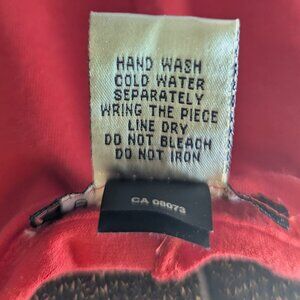 HAND WASH
COLD WATER
SEPARATELY
WRING THE PIECE
LINE DRY
DO NOT BLEACH
DO NOT IRON
CA 08073